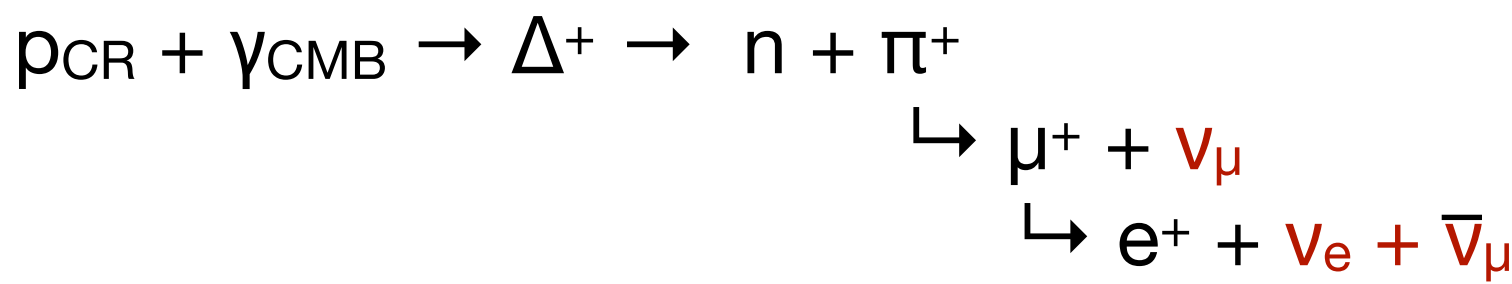 pCR + γCMB → Δ⁺ → n + π⁺
↳ μ⁺ + νμ
↳ e⁺ + νe + ν̅μ